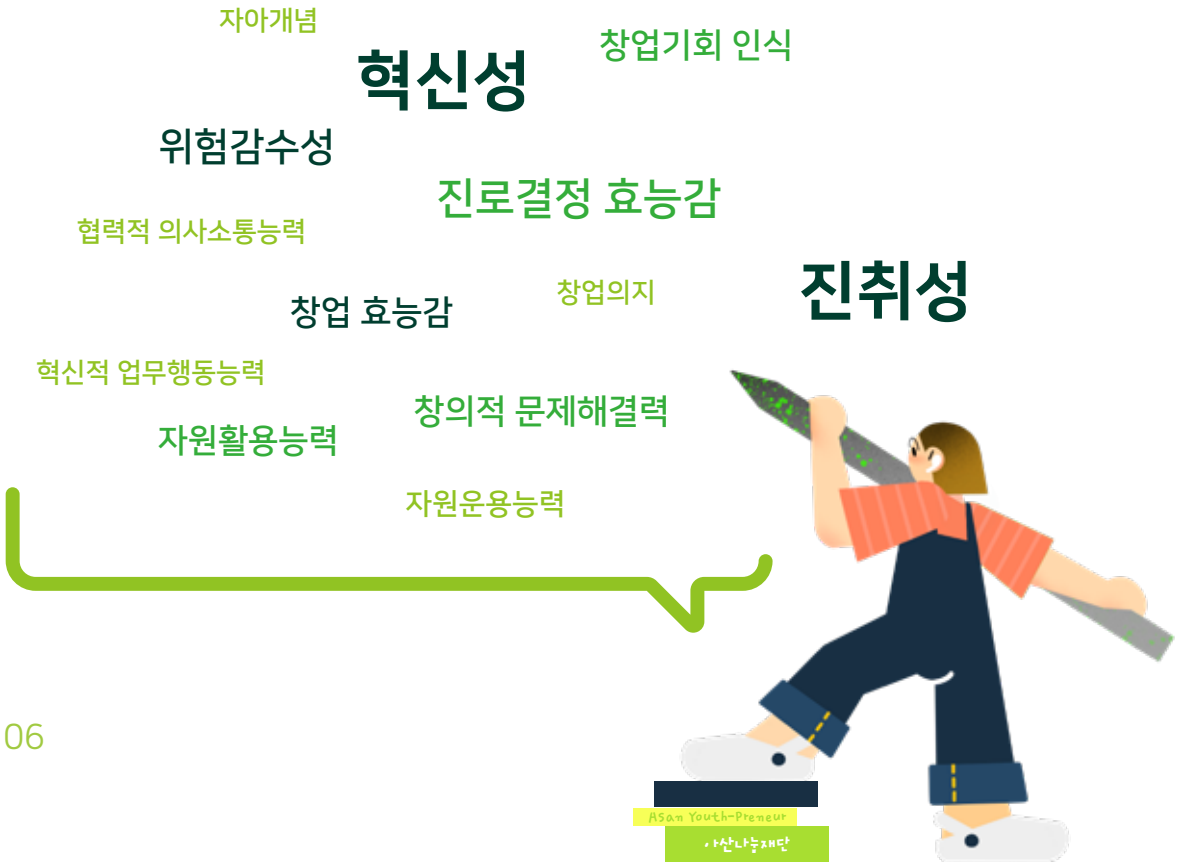 자아개념
창업기회 인식
혁신성
위험감수성
진로결정 효능감
협력적 의사소통능력
진취성
창업의지
창업 효능감
혁신적 업무행동능력
창의적 문제해결력
자원활용능력
자원운용능력
06
Asan Youth-Preneur
아산나눔재단